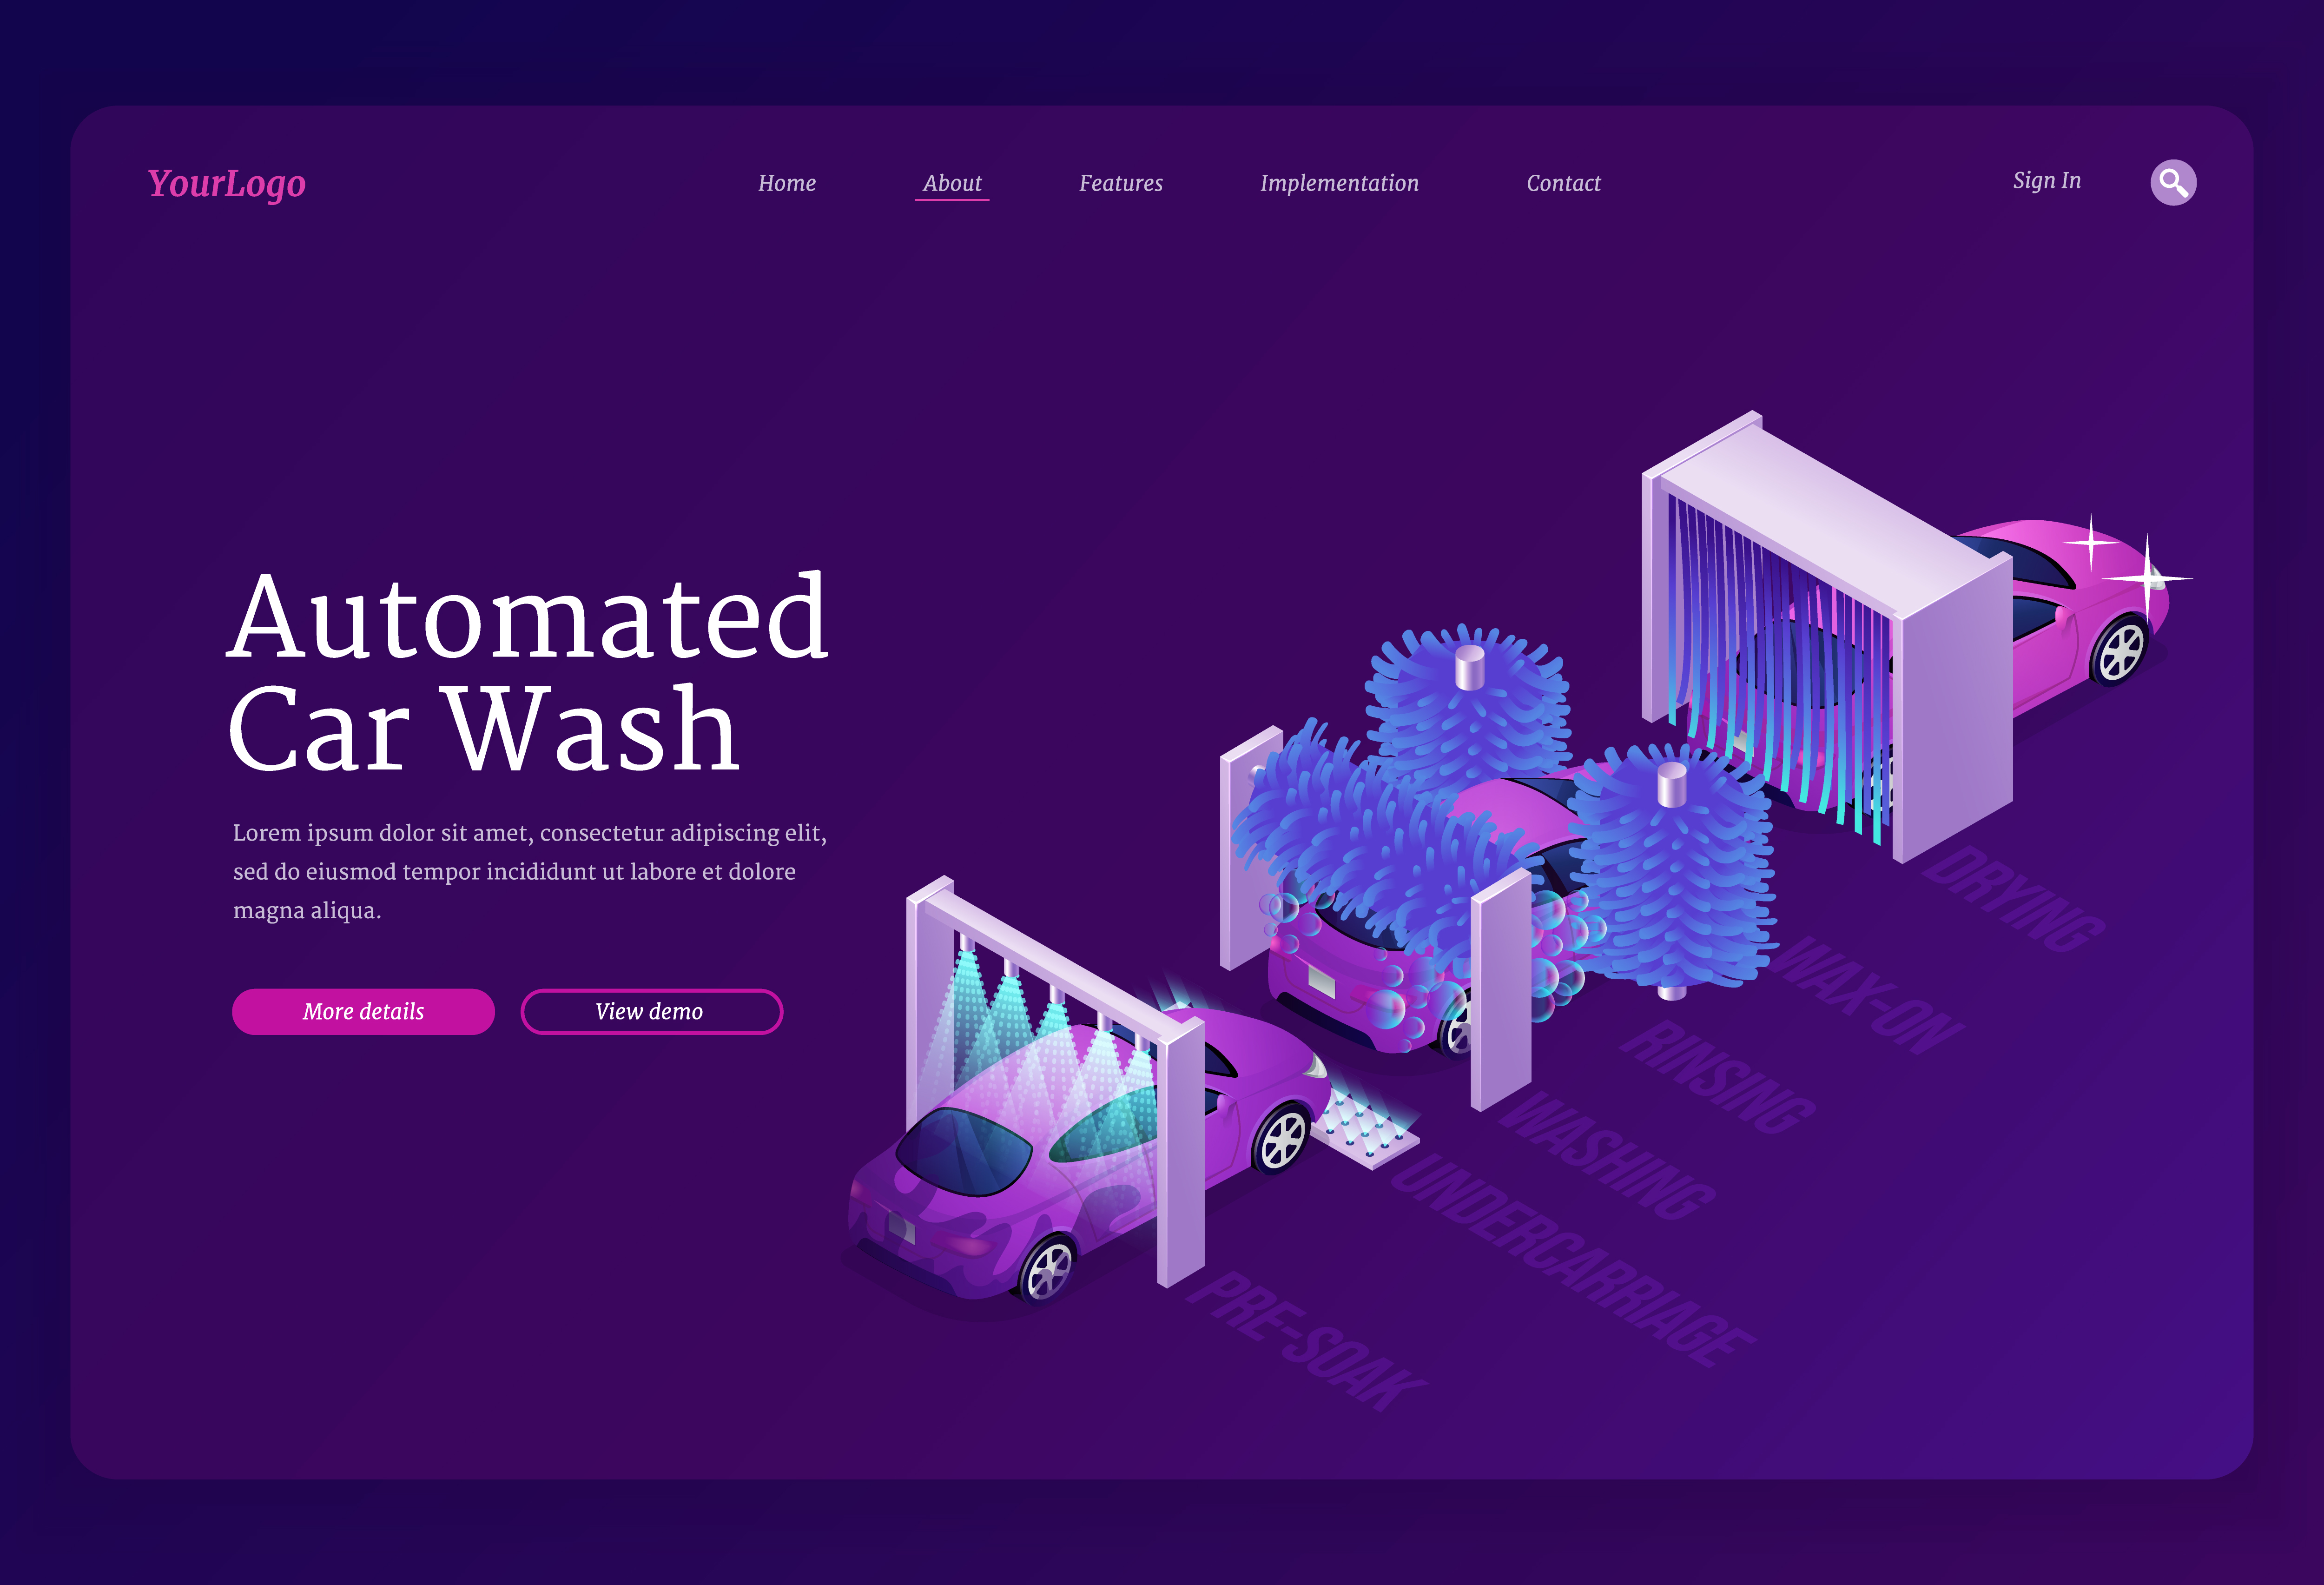 YourLogo
Home
About
Features
Implementation
Contact
Sign In
Automated
Car Wash
Lorem ipsum dolor sit amet, consectetur adipiscing elit,
sed do eiusmod tempor incididunt ut labore et dolore
magna aliqua.
More details
View demo
DRYING
WAX-ON
RINSING
WASHING
UNDERCARRIAGE
PRE-SOAK